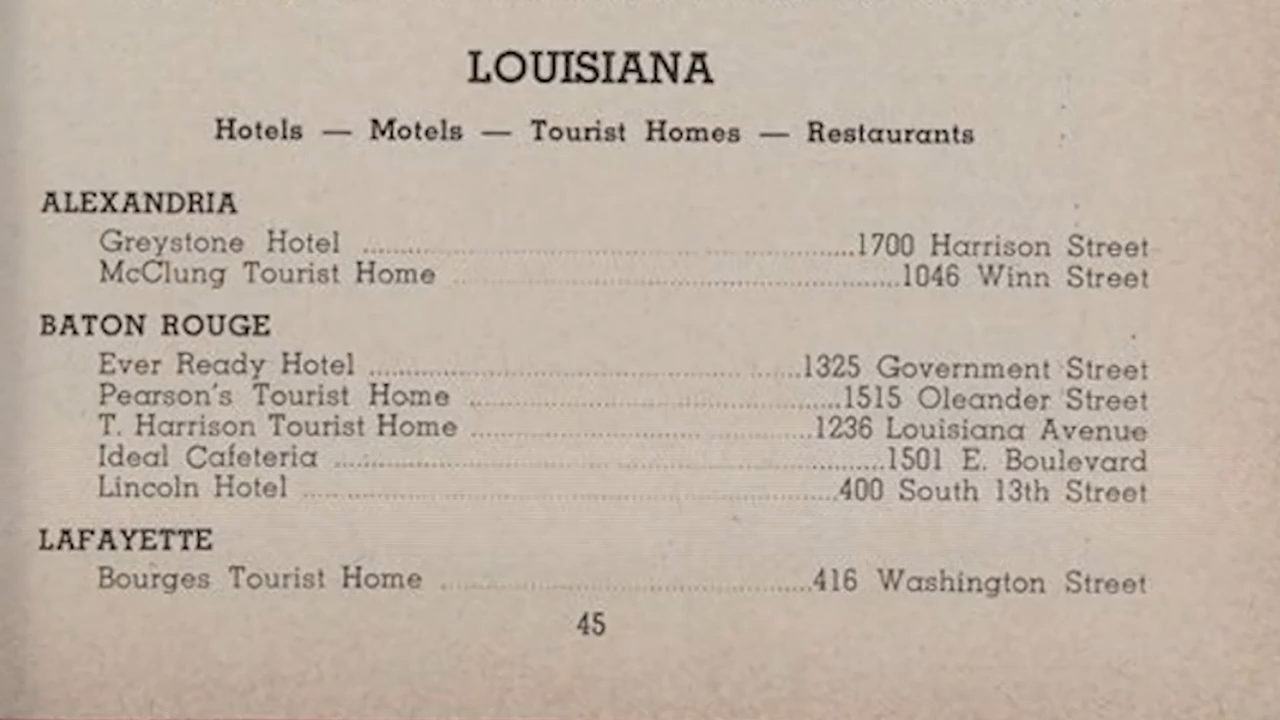 LOUISIANA
Hotels — Motels — Tourist Homes — Restaurants
ALEXANDRIA
Greystone Hotel ........ 1700 Harrison Street
McClung Tourist Home ........ 1046 Winn Street
BATON ROUGE
Ever Ready Hotel ........ 1325 Government Street
Pearson's Tourist Home ........ 1515 Oleander Street
T. Harrison Tourist Home ........ 1236 Louisiana Avenue
Ideal Cafeteria ........ 1501 E. Boulevard
Lincoln Hotel ........ 400 South 13th Street
LAFAYETTE
Bourges Tourist Home ........ 416 Washington Street
45